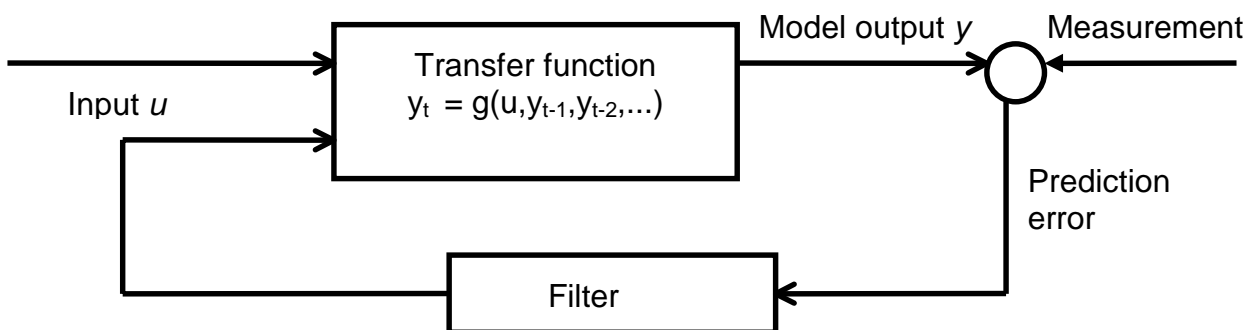 Model output y
Measurement
Transfer function
yₜ = g(u,yₜ₋₁,yₜ₋₂,...)
Input u
Prediction
error
Filter